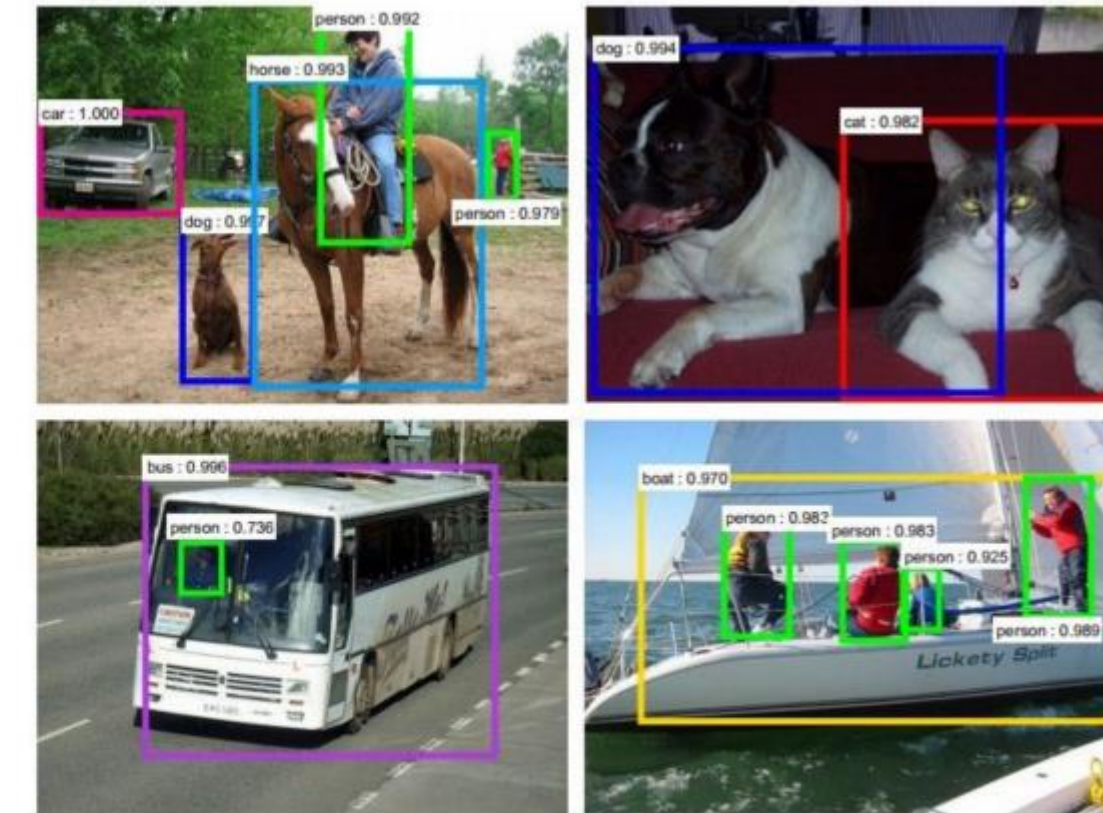 person : 0.992
horse : 0.993
car : 1.000
dog : 0.997
person : 0.979
dog : 0.994
cat : 0.982
bus : 0.996
person : 0.736
boat : 0.970
person : 0.983
person : 0.925
person : 0.989
Lickety Split